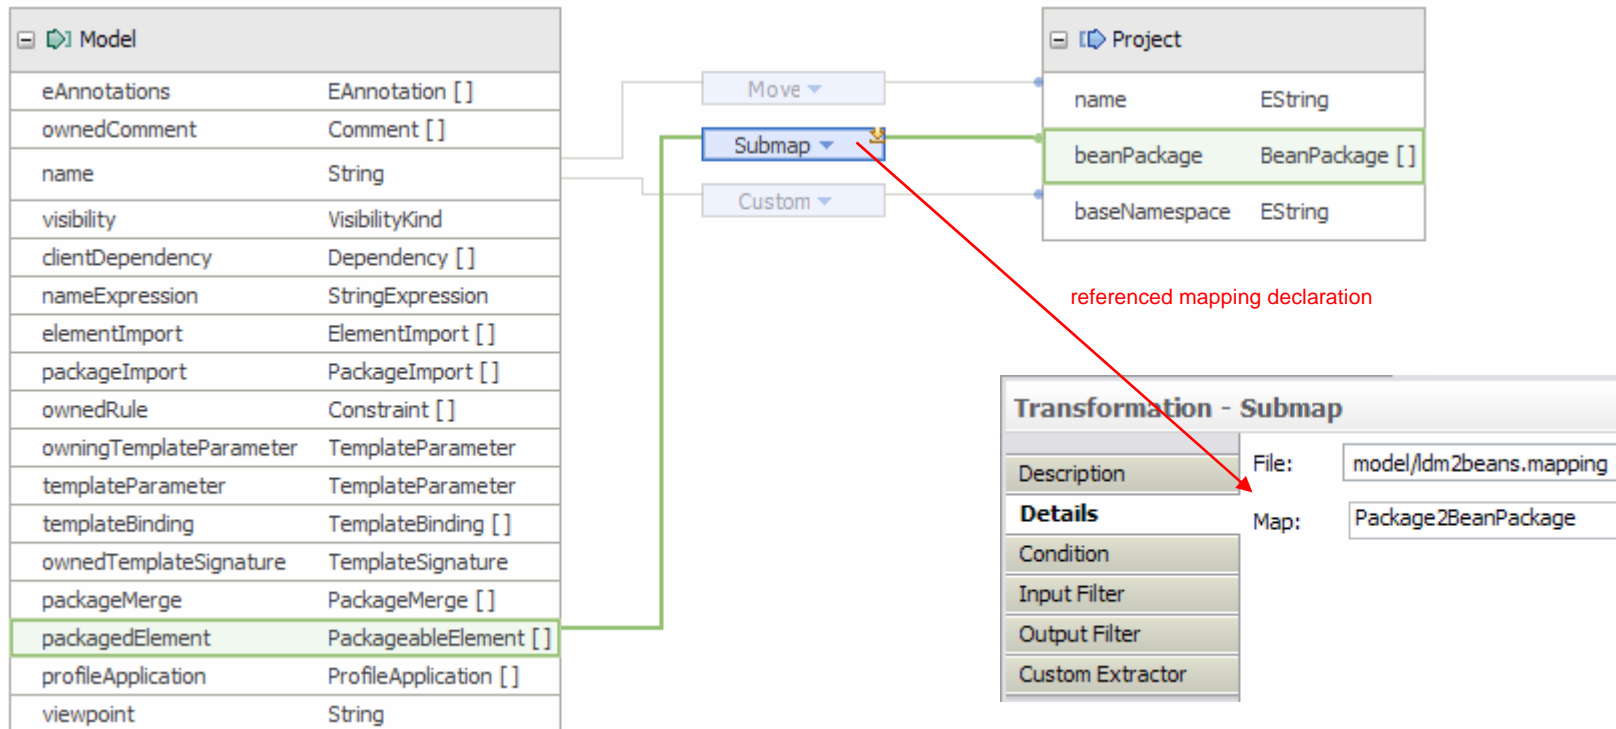 Model
eAnnotations EAnnotation [ ]
ownedComment Comment [ ]
name String
visibility VisibilityKind
clientDependency Dependency [ ]
nameExpression StringExpression
elementImport ElementImport [ ]
packageImport PackageImport [ ]
ownedRule Constraint [ ]
owningTemplateParameter TemplateParameter
templateParameter TemplateParameter
templateBinding TemplateBinding [ ]
ownedTemplateSignature TemplateSignature
packageMerge PackageMerge [ ]
packagedElement PackageableElement [ ]
profileApplication ProfileApplication [ ]
viewpoint String
Move
Submap
Custom
Project
name EString
beanPackage BeanPackage [ ]
baseNamespace EString
referenced mapping declaration
Transformation - Submap
Description
Details
Condition
Input Filter
Output Filter
Custom Extractor
File: model/ldm2beans.mapping
Map: Package2BeanPackage